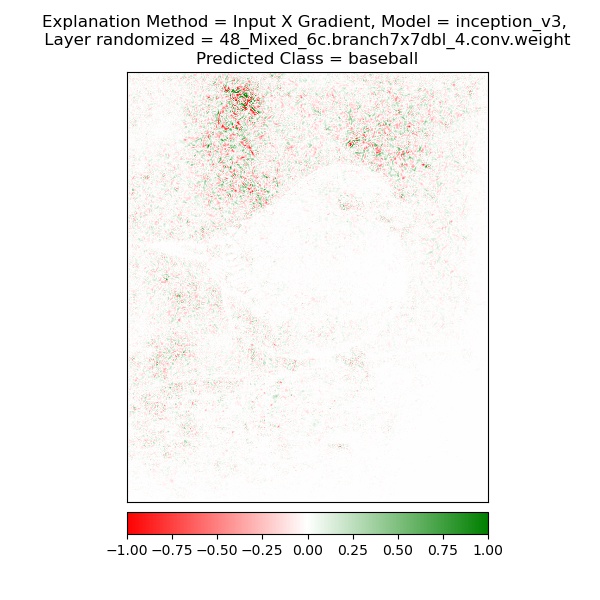 Explanation Method = Input X Gradient, Model = inception_v3,
Layer randomized = 48_Mixed_6c.branch7x7dbl_4.conv.weight
Predicted Class = baseball
−1.00 −0.75 −0.50 −0.25 0.00 0.25 0.50 0.75 1.00